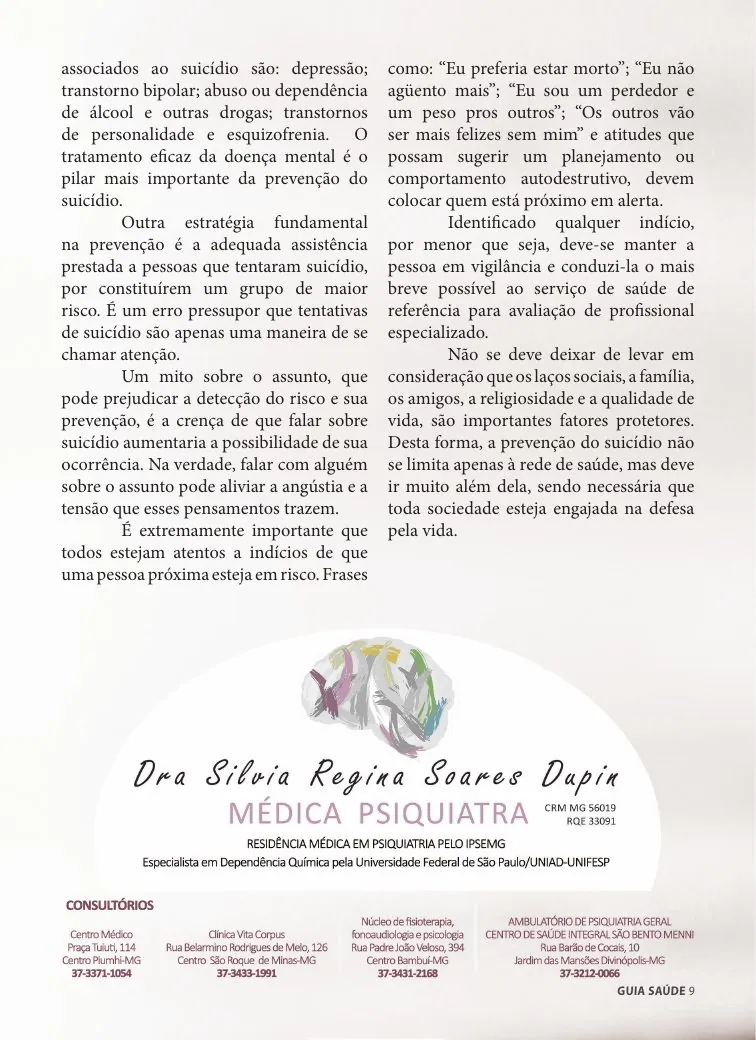 associados ao suicídio são: depressão;
transtorno bipolar; abuso ou dependência
de álcool e outras drogas; transtornos
de personalidade e esquizofrenia. O
tratamento eficaz da doença mental é o
pilar mais importante da prevenção do
suicídio.
Outra estratégia fundamental
na prevenção é a adequada assistência
prestada a pessoas que tentaram suicídio,
por constituírem um grupo de maior
risco. É um erro pressupor que tentativas
de suicídio são apenas uma maneira de se
chamar atenção.
Um mito sobre o assunto, que
pode prejudicar a detecção do risco e sua
prevenção, é a crença de que falar sobre
suicídio aumentaria a possibilidade de sua
ocorrência. Na verdade, falar com alguém
sobre o assunto pode aliviar a angústia e a
tensão que esses pensamentos trazem.
É extremamente importante que
todos estejam atentos a indícios de que
uma pessoa próxima esteja em risco. Frases
como: “Eu preferia estar morto”; “Eu não
agüento mais”; “Eu sou um perdedor e
um peso pros outros”; “Os outros vão
ser mais felizes sem mim” e atitudes que
possam sugerir um planejamento ou
comportamento autodestrutivo, devem
colocar quem está próximo em alerta.
Identificado qualquer indício,
por menor que seja, deve-se manter a
pessoa em vigilância e conduzi-la o mais
breve possível ao serviço de saúde de
referência para avaliação de profissional
especializado.
Não se deve deixar de levar em
consideração que os laços sociais, a família,
os amigos, a religiosidade e a qualidade de
vida, são importantes fatores protetores.
Desta forma, a prevenção do suicídio não
se limita apenas à rede de saúde, mas deve
ir muito além dela, sendo necessária que
toda sociedade esteja engajada na defesa
pela vida.
Dra Silvia Regina Soares Dupin
MÉDICA PSIQUIATRA
CRM MG 56019
RQE 33091
RESIDÊNCIA MÉDICA EM PSIQUIATRIA PELO IPSEMG
Especialista em Dependência Química pela Universidade Federal de São Paulo/UNIAD-UNIFESP
CONSULTÓRIOS
Centro Médico
Praça Tuiuti, 114
Centro Piumhi-MG
37-3371-1054
Clínica Vita Corpus
Rua Belarmino Rodrigues de Melo, 126
Centro São Roque de Minas-MG
37-3433-1991
Núcleo de fisioterapia,
fonoaudiologia e psicologia
Rua Padre João Veloso, 394
Centro Bambuí-MG
37-3431-2168
AMBULATÓRIO DE PSIQUIATRIA GERAL
CENTRO DE SAÚDE INTEGRAL SÃO BENTO MENNI
Rua Barão de Cocais, 10
Jardim das Mansões Divinópolis-MG
37-3212-0066
GUIA SAÚDE 9